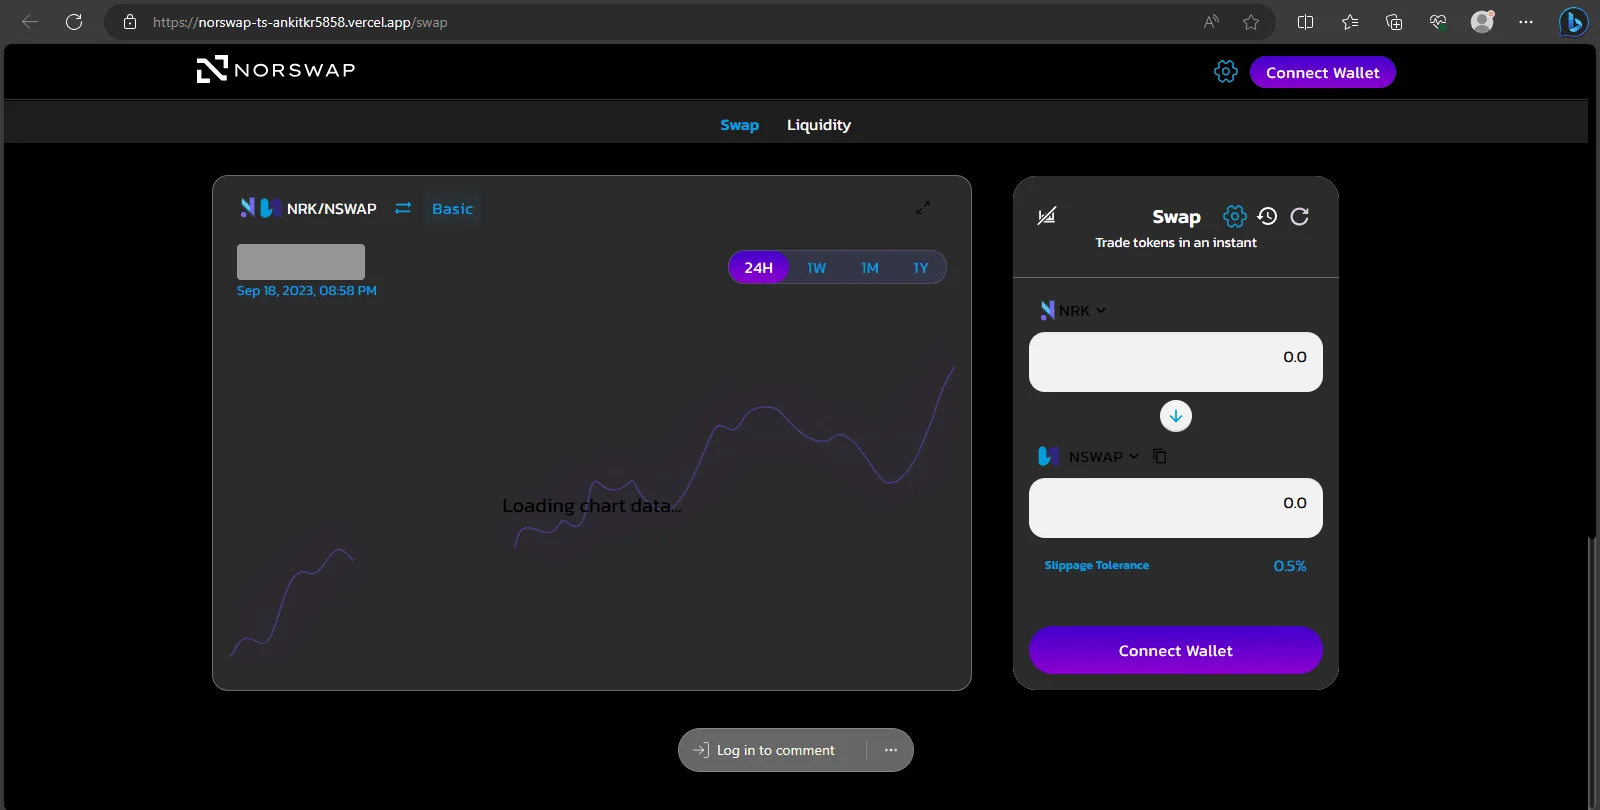 https://norswap-ts-ankitkr5858.vercel.app/swap
NORSWAP
Connect Wallet
Swap Liquidity
NRK/NSWAP Basic
Sep 18, 2023, 08:58 PM
24H 1W 1M 1Y
Loading chart data...
Swap
Trade tokens in an instant
NRK
0.0
NSWAP
0.0
Slippage Tolerance 0.5%
Connect Wallet
Log in to comment